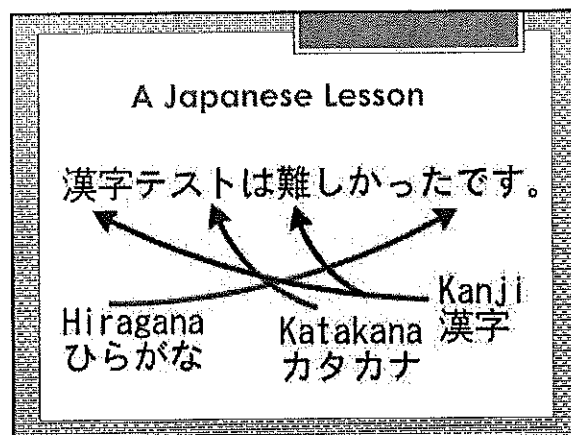 A Japanese Lesson
漢字テストは難しかったです。
Hiragana
ひらがな
Katakana
カタカナ
Kanji
漢字